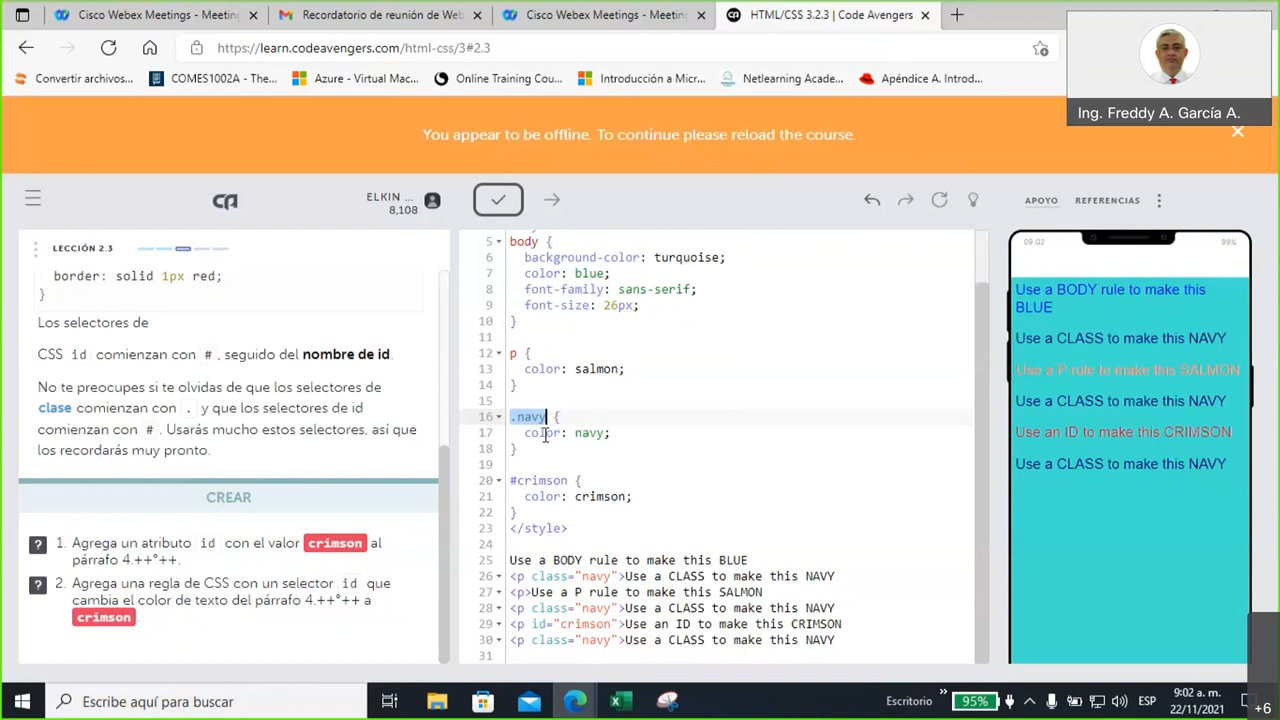 Cisco Webex Meetings - Meeting
Recordatorio de reunión de Web
Cisco Webex Meetings - Meeting
HTML/CSS 3.2.3 | Code Avengers
https://learn.codeavengers.com/html-css/3#2.3
Convertir archivos...
COMES1002A - The...
Azure - Virtual Mac...
Online Training Cou...
Introducción a Micr...
Netlearning Acade...
Apéndice A. Introd...
Ing. Freddy A. García A.
You appear to be offline. To continue please reload the course.
ELKIN ...
8,108
APOYO
REFERENCIAS
LECCIÓN 2.3
border: solid 1px red;
}
Los selectores de
CSS id comienzan con # , seguido del nombre de id.
No te preocupes si te olvidas de que los selectores de
clase comienzan con . y que los selectores de id
comienzan con # . Usarás mucho estos selectores, así que
los recordarás muy pronto.
CREAR
? 1. Agrega un atributo id con el valor crimson al
párrafo 4.++°++.
? 2. Agrega una regla de CSS con un selector id que
cambia el color de texto del párrafo 4.++°++ a
crimson
5 body {
6 background-color: turquoise;
7 color: blue;
8 font-family: sans-serif;
9 font-size: 26px;
10 }
11
12 p {
13 color: salmon;
14 }
15
16 .navy {
17 color: navy;
18 }
19
20 #crimson {
21 color: crimson;
22 }
23 </style>
24
25 Use a BODY rule to make this BLUE
26 <p class="navy">Use a CLASS to make this NAVY
27 <p>Use a P rule to make this SALMON
28 <p class="navy">Use a CLASS to make this NAVY
29 <p id="crimson">Use an ID to make this CRIMSON
30 <p class="navy">Use a CLASS to make this NAVY
31
09:02
98%
Use a BODY rule to make this
BLUE
Use a CLASS to make this NAVY
Use a P rule to make this SALMON
Use a CLASS to make this NAVY
Use an ID to make this CRIMSON
Use a CLASS to make this NAVY
Escribe aquí para buscar
Escritorio
95%
ESP
9:02 a. m.
22/11/2021
+6